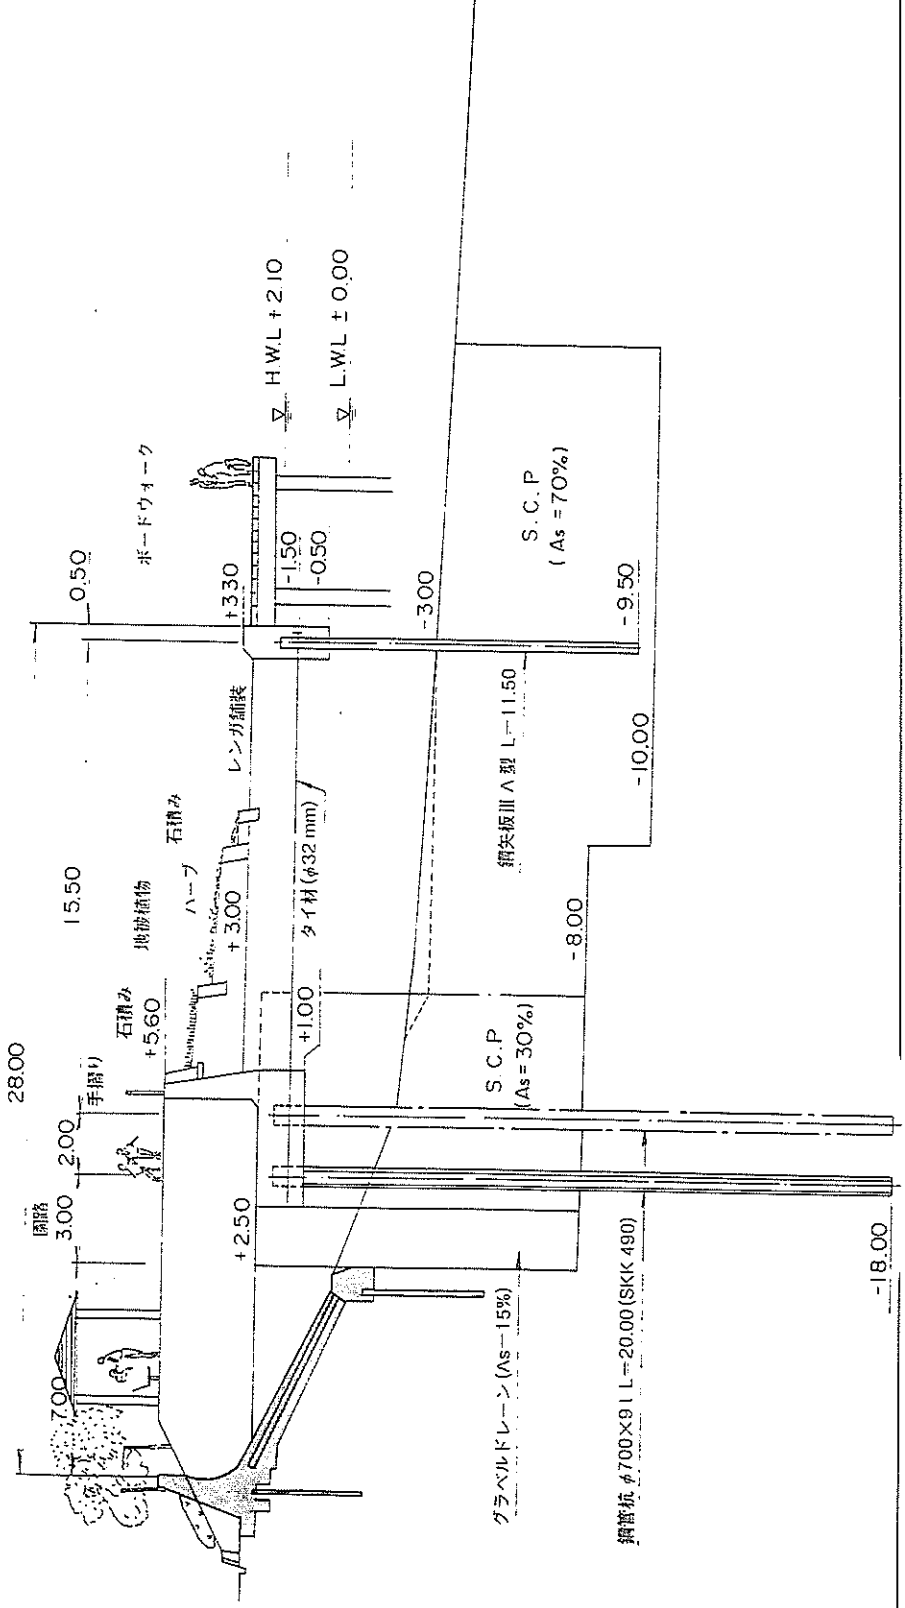 28.00
7.00
園路
3.00
2.00
15.50
0.50
手摺り
石積み
+5.60
地被植物
ハーブ
石積み
レンガ舗装
ボードウォーク
+3.30
+3.00
H.W.L + 2.10
L.W.L ± 0.00
-1.50
-0.50
+2.50
+1.00
タイ材(φ32mm)
-3.00
S.C.P
(As=30%)
S.C.P
(As=70%)
鋼矢板ⅢA型 L=11.50
-9.50
-8.00
-10.00
グラベルドレーン(As=15%)
鋼管杭 φ700×9t L=20.00(SKK490)
-18.00